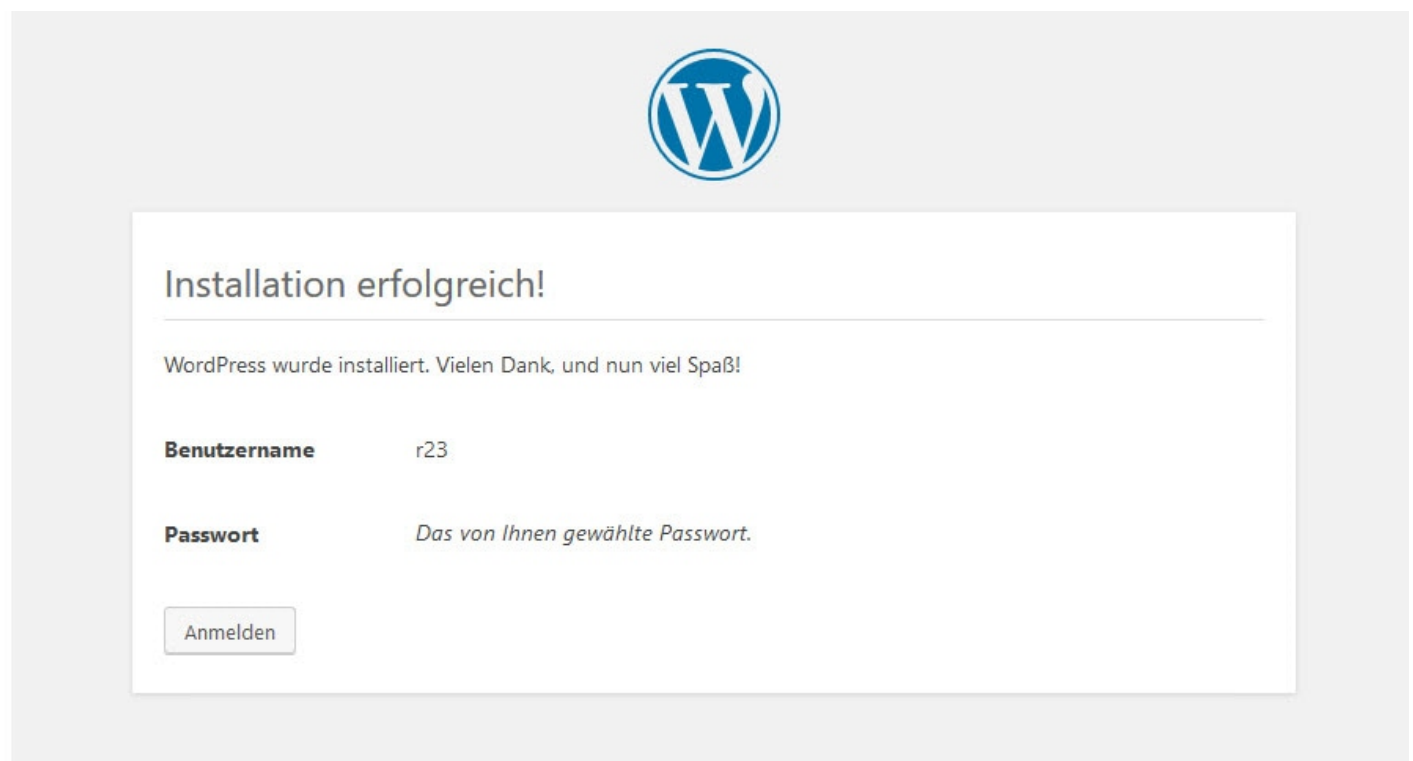 Installation erfolgreich!
WordPress wurde installiert. Vielen Dank, und nun viel Spaß!
Benutzername r23
Passwort Das von Ihnen gewählte Passwort.
Anmelden